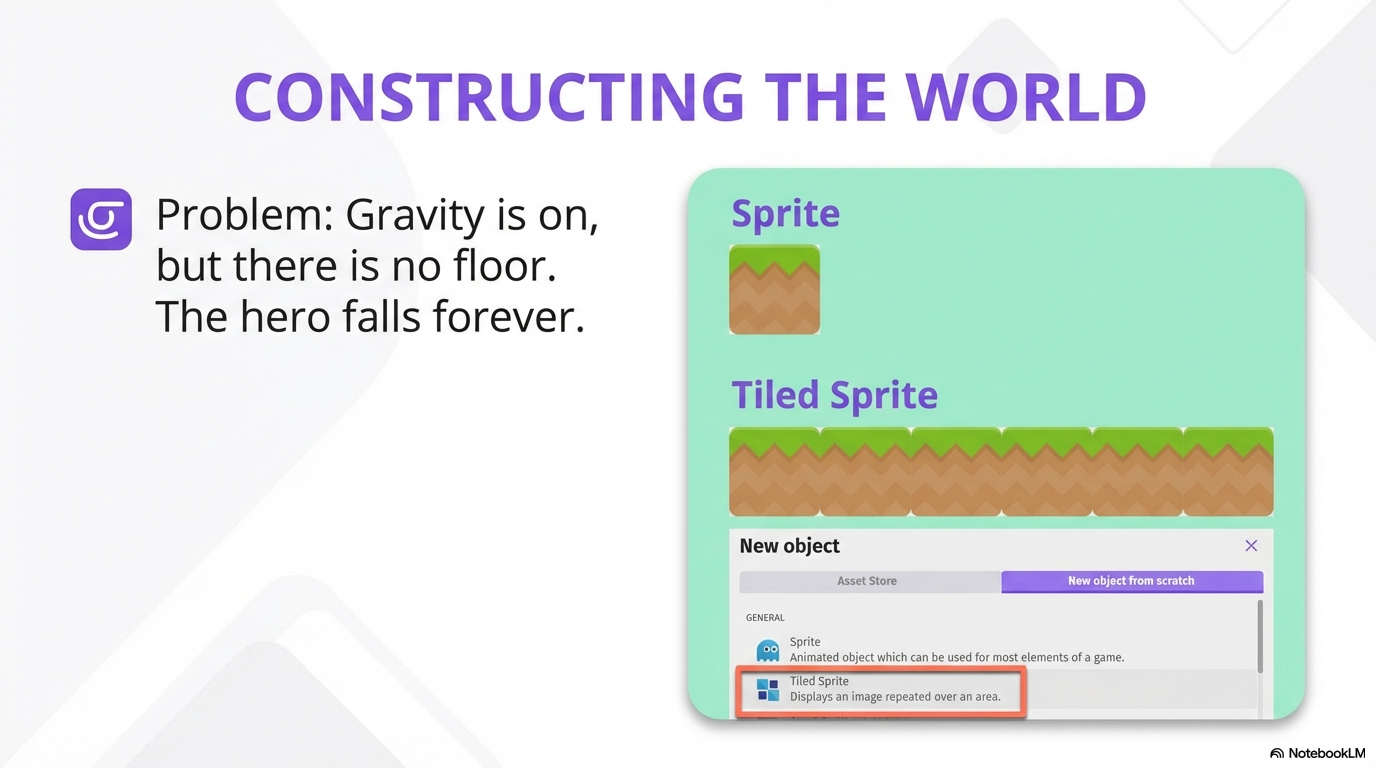 CONSTRUCTING THE WORLD
Problem: Gravity is on,
but there is no floor.
The hero falls forever.
Sprite
Tiled Sprite
New object
Asset Store
New object from scratch
GENERAL
Sprite
Animated object which can be used for most elements of a game.
Tiled Sprite
Displays an image repeated over an area.
NotebookLM